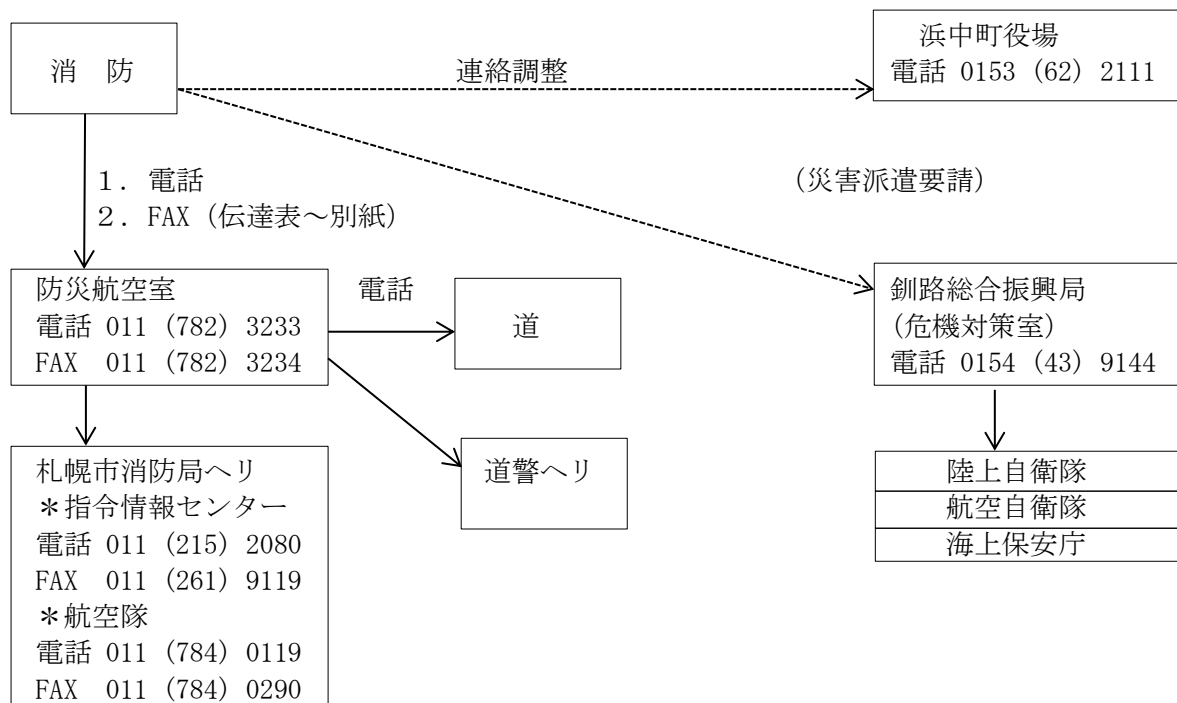 消　防
連絡調整
浜中町役場
電話 0153 (62) 2111
１．電話
２．FAX (伝達表～別紙)
(災害派遣要請)
防災航空室
電話 011 (782) 3233
FAX　011 (782) 3234
電話
道
釧路総合振興局
(危機対策室)
電話 0154 (43) 9144
札幌市消防局ヘリ
＊指令情報センター
電話 011 (215) 2080
FAX　011 (261) 9119
＊航空隊
電話 011 (784) 0119
FAX　011 (784) 0290
道警ヘリ
陸上自衛隊
航空自衛隊
海上保安庁